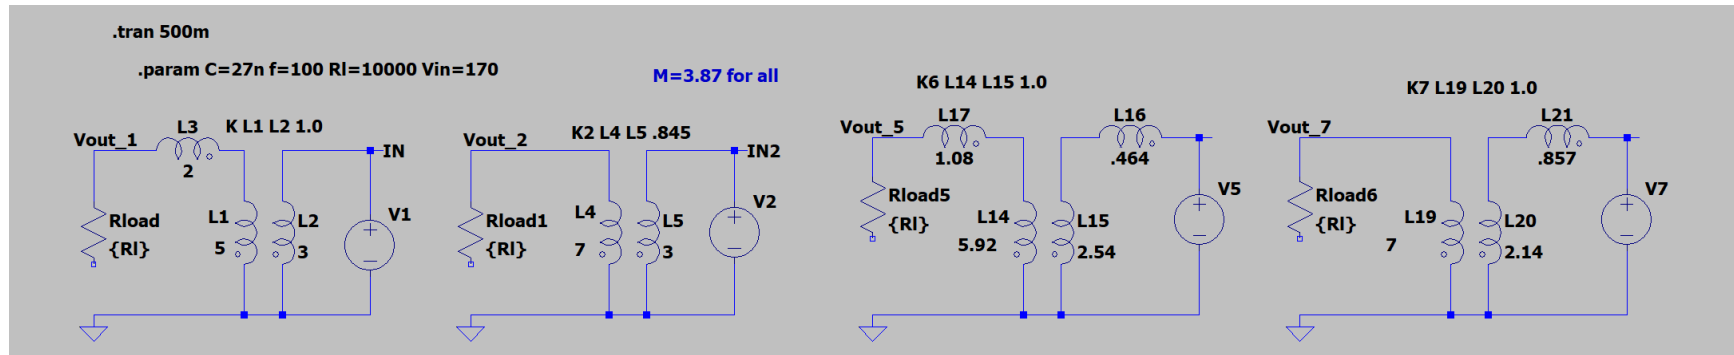 .tran 500m
.param C=27n f=100 Rl=10000 Vin=170
M=3.87 for all
K L1 L2 1.0
Vout_1
L3
2
IN
Rload
{Rl}
L1
5
L2
3
V1
K2 L4 L5 .845
Vout_2
IN2
Rload1
{Rl}
L4
7
L5
3
V2
K6 L14 L15 1.0
Vout_5
L17
1.08
L16
.464
Rload5
{Rl}
L14
5.92
L15
2.54
V5
K7 L19 L20 1.0
Vout_7
L21
.857
Rload6
{Rl}
L19
7
L20
2.14
V7